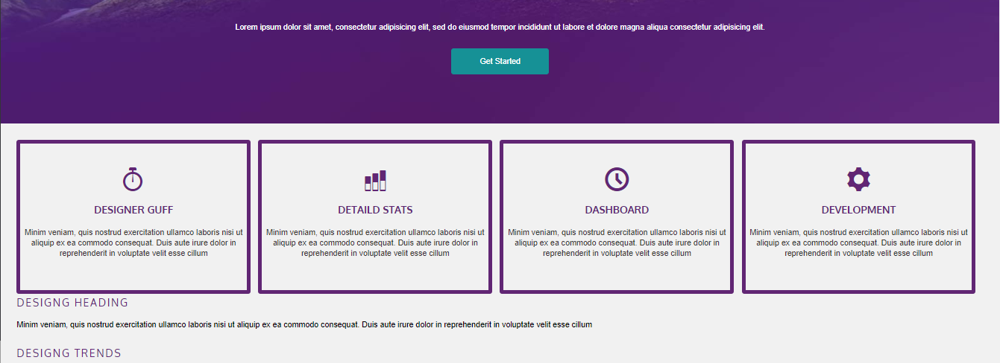 Lorem ipsum dolor sit amet, consectetur adipisicing elit, sed do eiusmod tempor incididunt ut labore et dolore magna aliqua consectetur adipisicing elit.
Get Started
DESIGNER GUFF
Minim veniam, quis nostrud exercitation ullamco laboris nisi ut
aliquip ex ea commodo consequat. Duis aute irure dolor in
reprehenderit in voluptate velit esse cillum
DETAILD STATS
Minim veniam, quis nostrud exercitation ullamco laboris nisi ut
aliquip ex ea commodo consequat. Duis aute irure dolor in
reprehenderit in voluptate velit esse cillum
DASHBOARD
Minim veniam, quis nostrud exercitation ullamco laboris nisi ut
aliquip ex ea commodo consequat. Duis aute irure dolor in
reprehenderit in voluptate velit esse cillum
DEVELOPMENT
Minim veniam, quis nostrud exercitation ullamco laboris nisi ut
aliquip ex ea commodo consequat. Duis aute irure dolor in
reprehenderit in voluptate velit esse cillum
DESIGNG HEADING
Minim veniam, quis nostrud exercitation ullamco laboris nisi ut aliquip ex ea commodo consequat. Duis aute irure dolor in reprehenderit in voluptate velit esse cillum
DESIGNG TRENDS